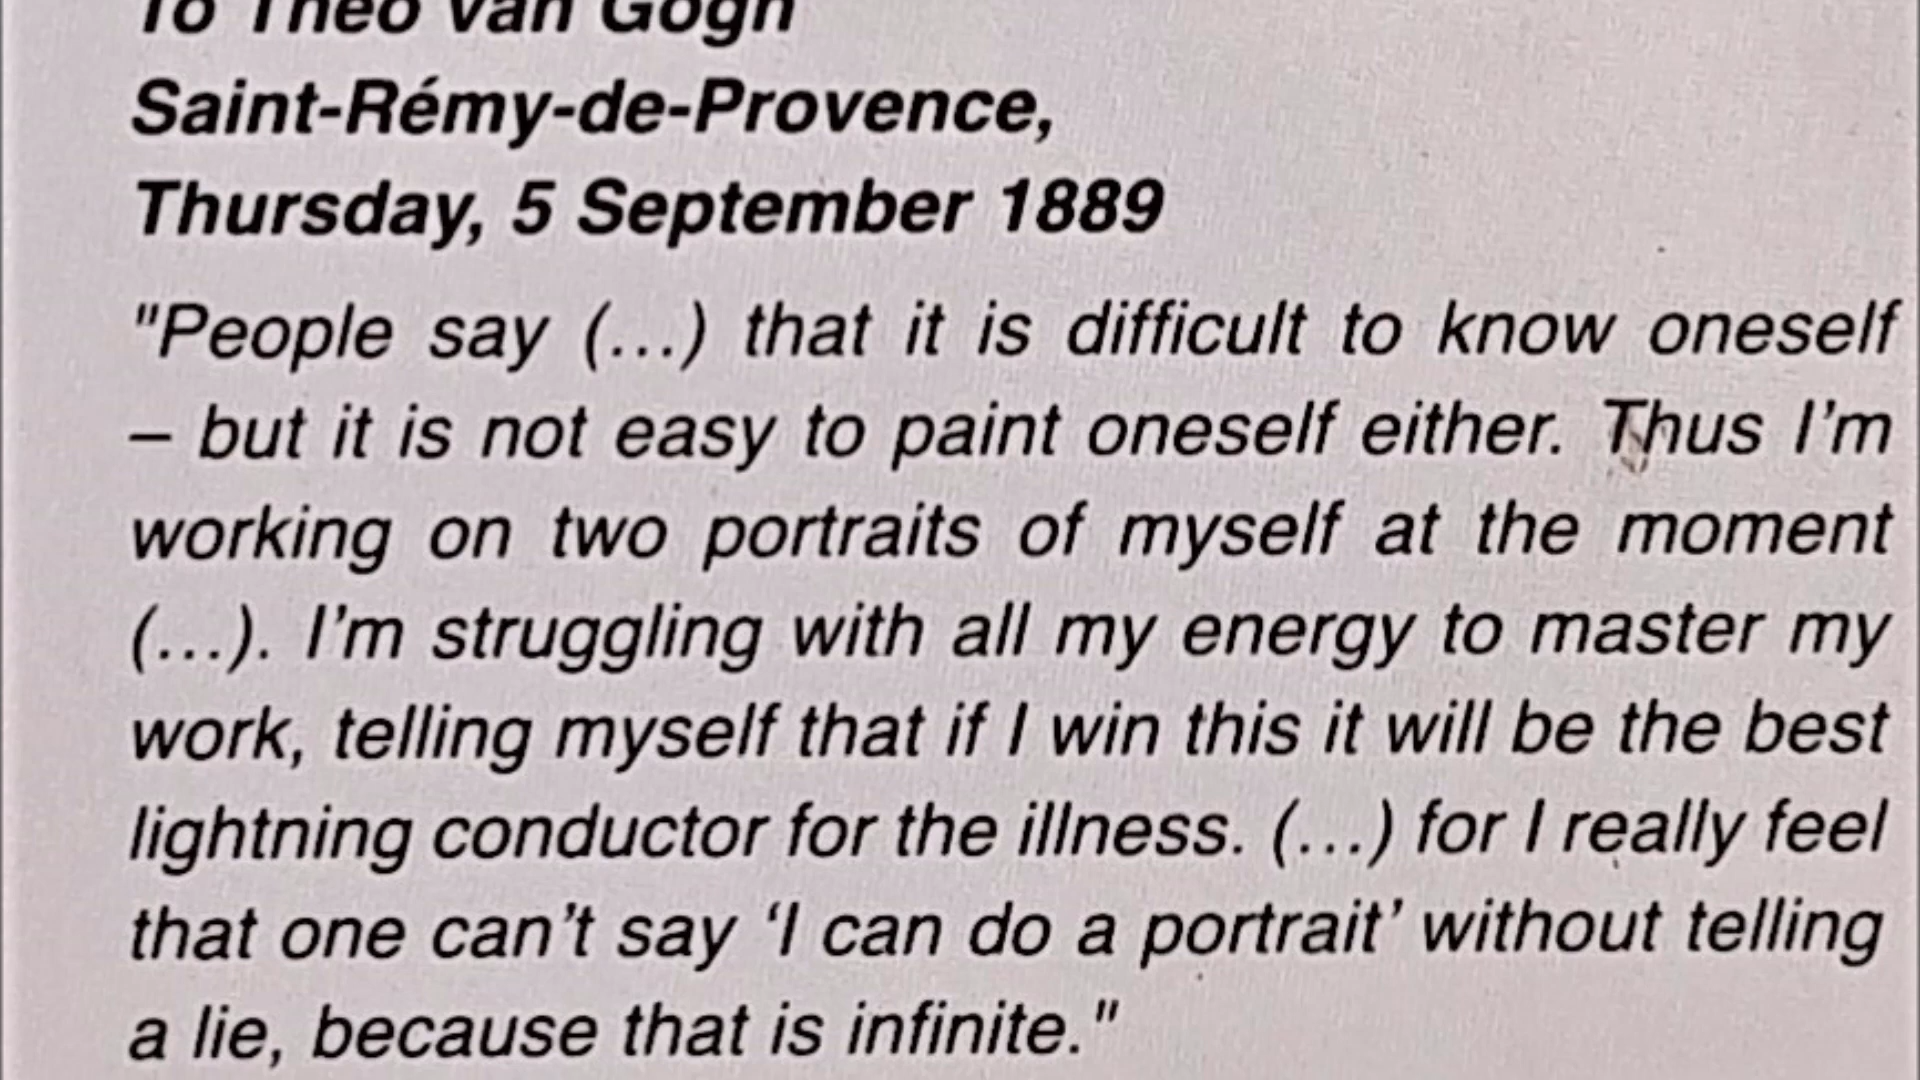 To Theo van Gogh
Saint-Rémy-de-Provence,
Thursday, 5 September 1889
"People say (...) that it is difficult to know oneself
– but it is not easy to paint oneself either. Thus I’m
working on two portraits of myself at the moment
(...). I’m struggling with all my energy to master my
work, telling myself that if I win this it will be the best
lightning conductor for the illness. (...) for I really feel
that one can’t say ‘I can do a portrait’ without telling
a lie, because that is infinite."